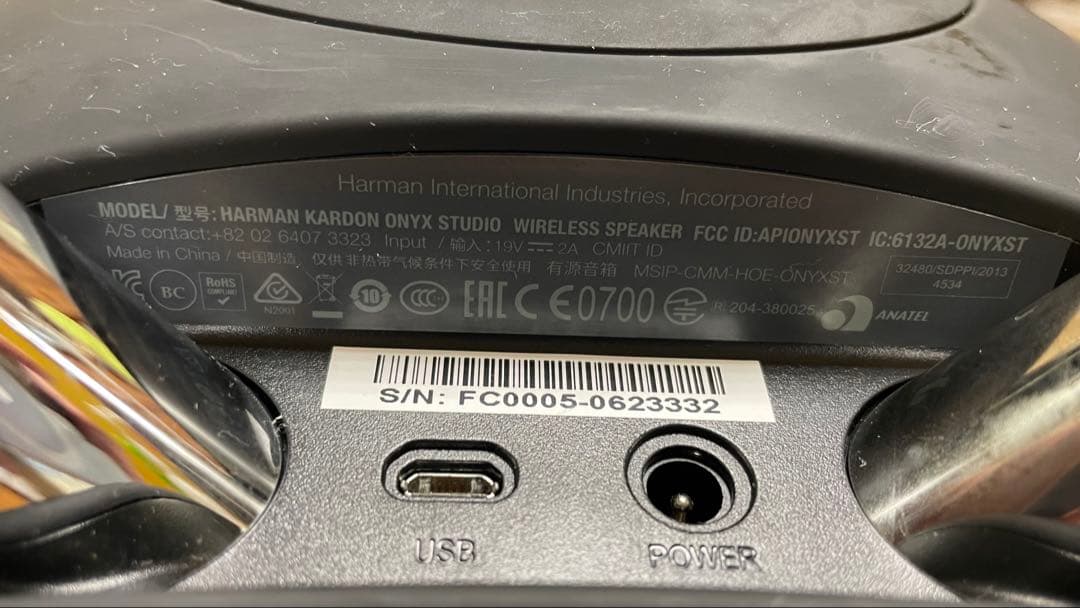 Harman International Industries, Incorporated
MODEL/ 型号: HARMAN KARDON ONYX STUDIO WIRELESS SPEAKER FCC ID:APIONYXST IC:6132A-ONYXST
A/S contact:+82 02 6407 3323 Input / 输入: 19V 2A CMIIT ID
Made in China / 中国制造, 仅供非热带气候条件下安全使用 有源音箱 MSIP-CMM-HOE-ONYXST
32480/SDPPI/2013
4534
BC RoHS COMPLIANT N2001 10 CCC EAC CE0700 R 204-380025 ANATEL
S/N: FC0005-0623332
USB POWER